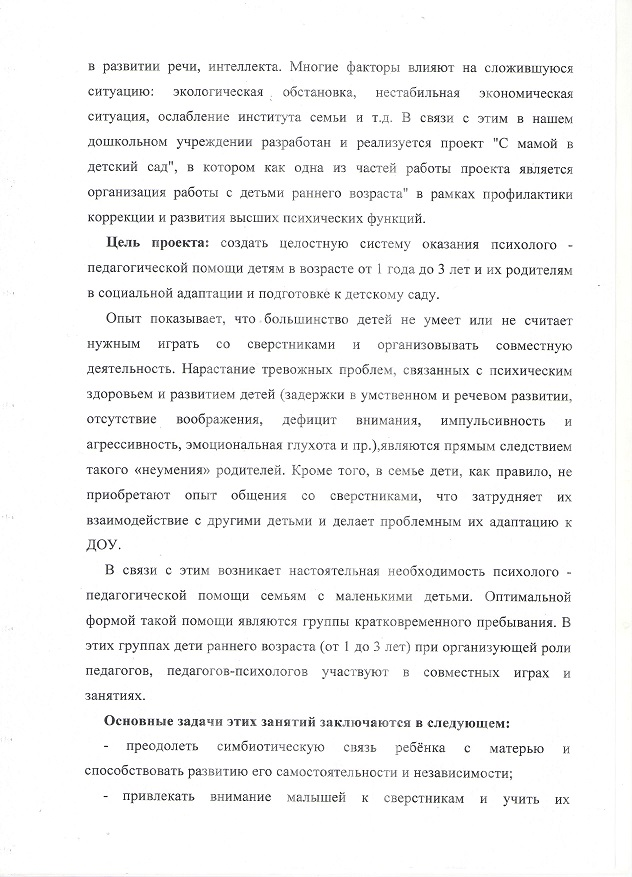 в развитии речи, интеллекта. Многие факторы влияют на сложившуюся
ситуацию: экологическая обстановка, нестабильная экономическая
ситуация, ослабление института семьи и т.д. В связи с этим в нашем
дошкольном учреждении разработан и реализуется проект "С мамой в
детский сад", в котором как одна из частей работы проекта является
организация работы с детьми раннего возраста" в рамках профилактики
коррекции и развития высших психических функций.
Цель проекта: создать целостную систему оказания психолого -
педагогической помощи детям в возрасте от 1 года до 3 лет и их родителям
в социальной адаптации и подготовке к детскому саду.
Опыт показывает, что большинство детей не умеет или не считает
нужным играть со сверстниками и организовывать совместную
деятельность. Нарастание тревожных проблем, связанных с психическим
здоровьем и развитием детей (задержки в умственном и речевом развитии,
отсутствие воображения, дефицит внимания, импульсивность и
агрессивность, эмоциональная глухота и пр.),являются прямым следствием
такого «неумения» родителей. Кроме того, в семье дети, как правило, не
приобретают опыт общения со сверстниками, что затрудняет их
взаимодействие с другими детьми и делает проблемным их адаптацию к
ДОУ.
В связи с этим возникает настоятельная необходимость психолого -
педагогической помощи семьям с маленькими детьми. Оптимальной
формой такой помощи являются группы кратковременного пребывания. В
этих группах дети раннего возраста (от 1 до 3 лет) при организующей роли
педагогов, педагогов-психологов участвуют в совместных играх и
занятиях.
Основные задачи этих занятий заключаются в следующем:
- преодолеть симбиотическую связь ребёнка с матерью и
способствовать развитию его самостоятельности и независимости;
- привлекать внимание малышей к сверстникам и учить их